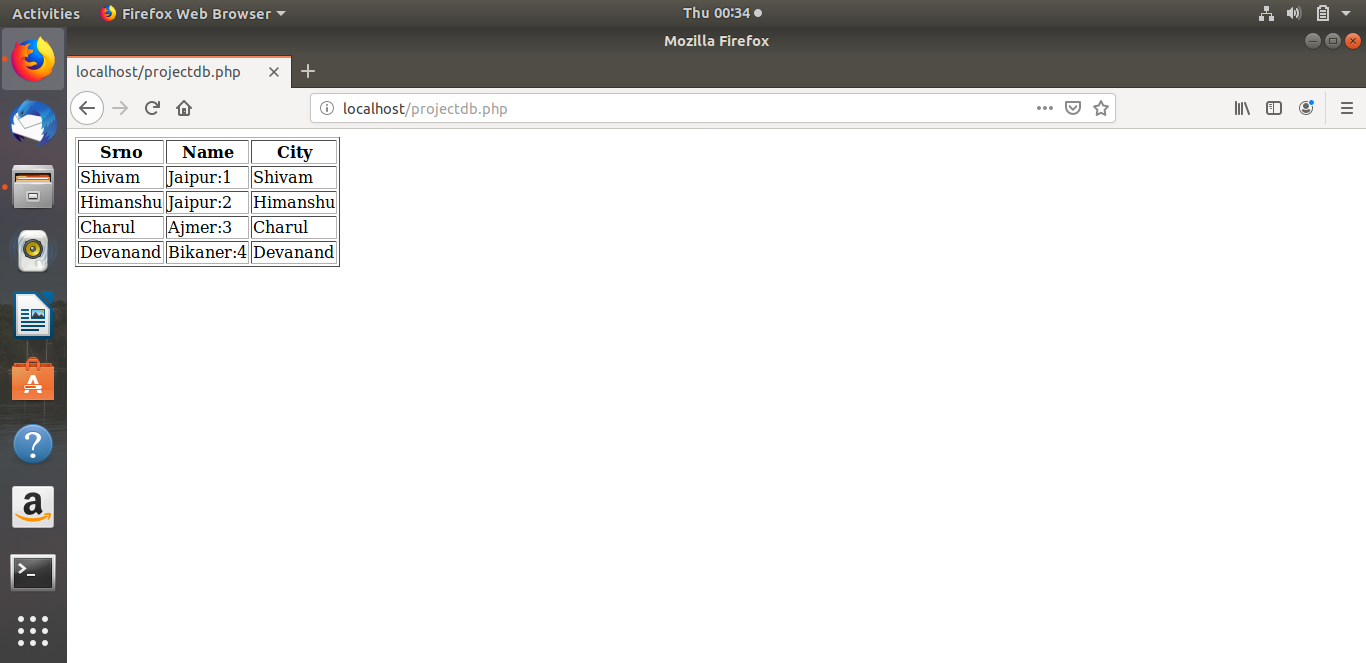 Activities Firefox Web Browser Thu 00:34
Mozilla Firefox
localhost/projectdb.php
localhost/projectdb.php
Srno Name City
Shivam Jaipur:1 Shivam
Himanshu Jaipur:2 Himanshu
Charul Ajmer:3 Charul
Devanand Bikaner:4 Devanand
A
?
a
>_